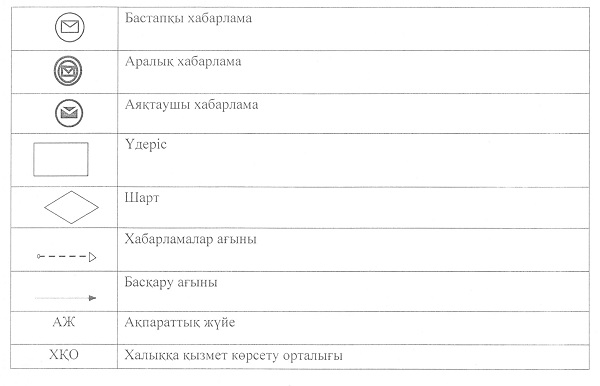 Бастапқы хабарлама
Аралық хабарлама
Аяқтаушы хабарлама
Үдеріс
Шарт
Хабарламалар ағыны
Басқару ағыны
АЖ Ақпараттық жүйе
ХҚО Халыққа қызмет көрсету орталығы